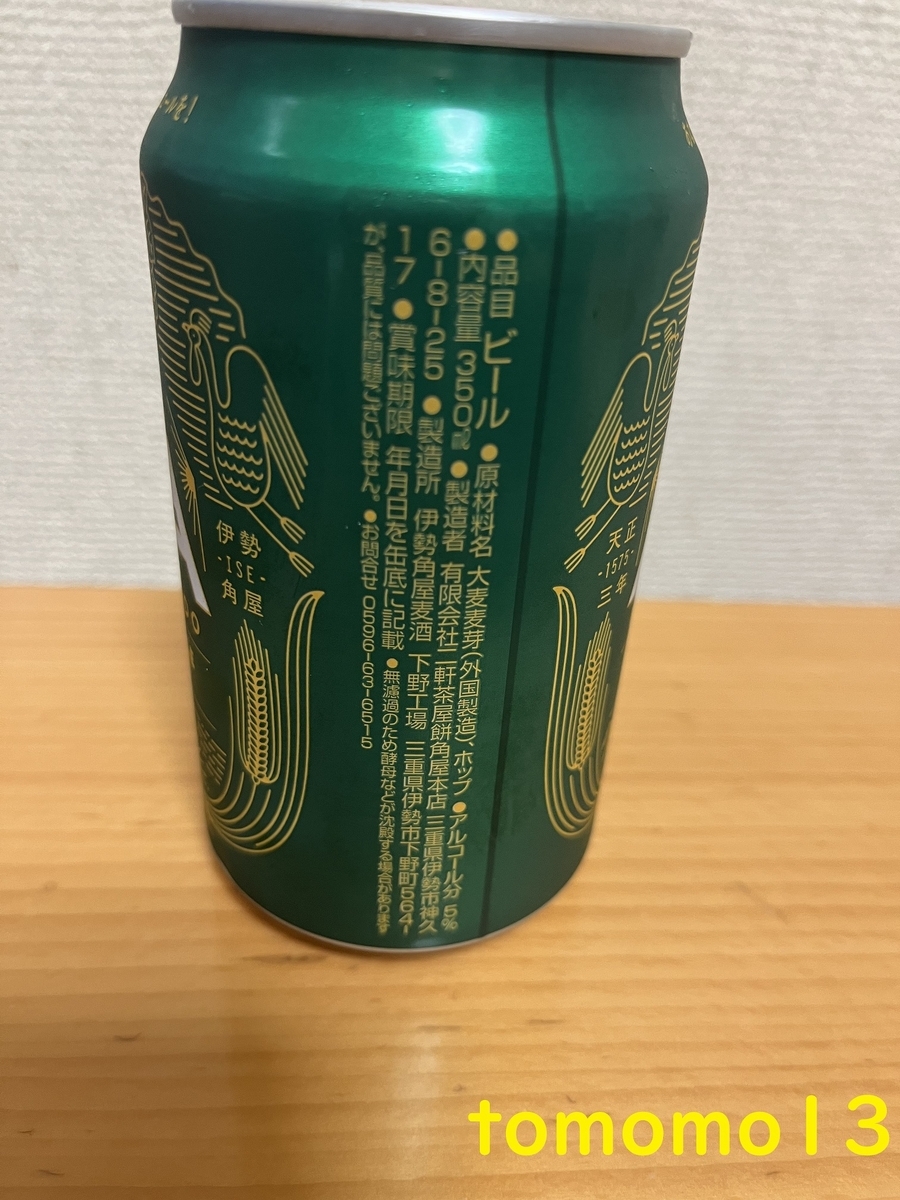 ●品目 ビール ●原材料名 大麦麦芽(外国製造)、ホップ ●アルコール分 5%
●内容量 350㎖ ●製造者 有限会社二軒茶屋餅角屋本店 三重県伊勢市神久
6-8-25 ●製造所 伊勢角屋麦酒 下野工場 三重県伊勢市下野町564-
17 ●賞味期限 年月日を缶底に記載 ●無濾過のため酵母などが沈殿する場合があります
が、品質には問題ございません。 ●お問合せ 0596-63-6515
伊勢
-ISE-
角屋
天正
-1575-
三年
tomomo13